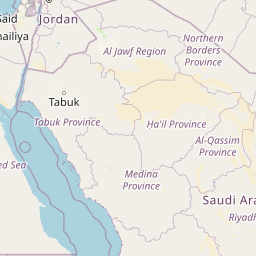 Said
Jordan
nailiya
Al Jawf Region
Northern
Borders
Province
Tabuk
Tabuk Province
Ha'il Province
Al-Qassim
Province
ed Sea
Medina
Province
Saudi Ara
Riyadh